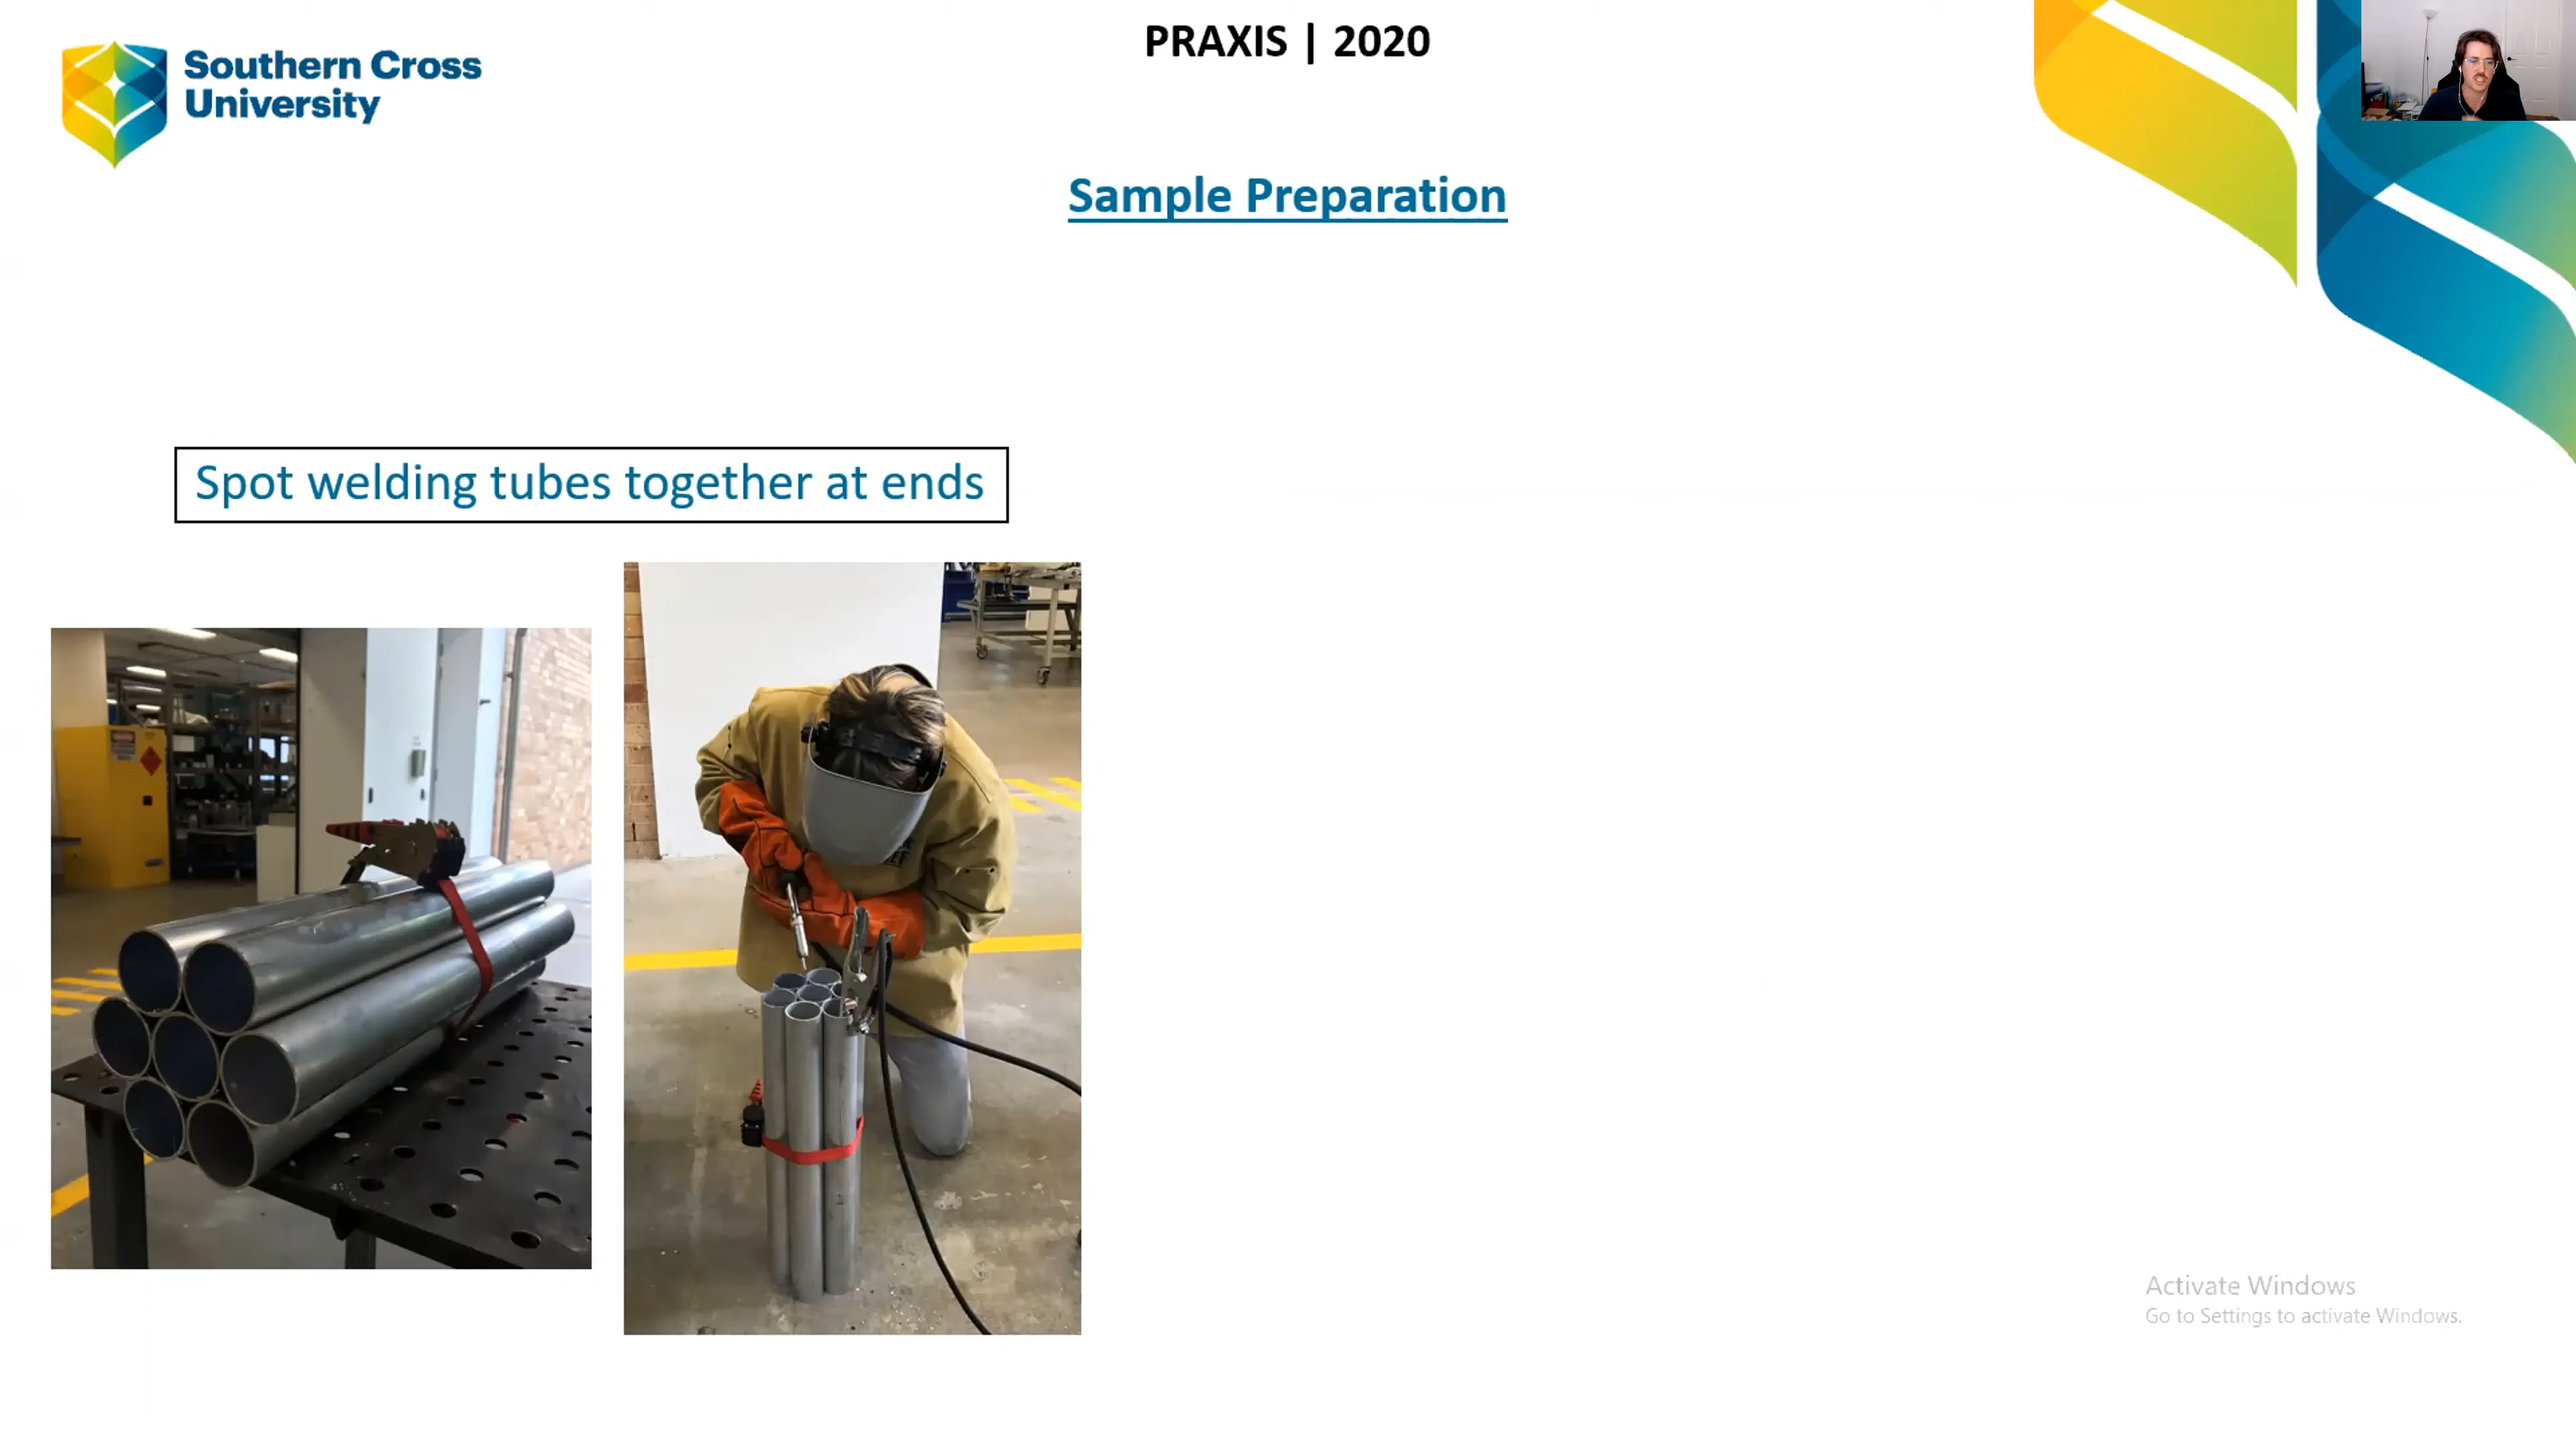 PRAXIS | 2020
Southern Cross
University
Sample Preparation
Spot welding tubes together at ends
Activate Windows
Go to Settings to activate Windows.